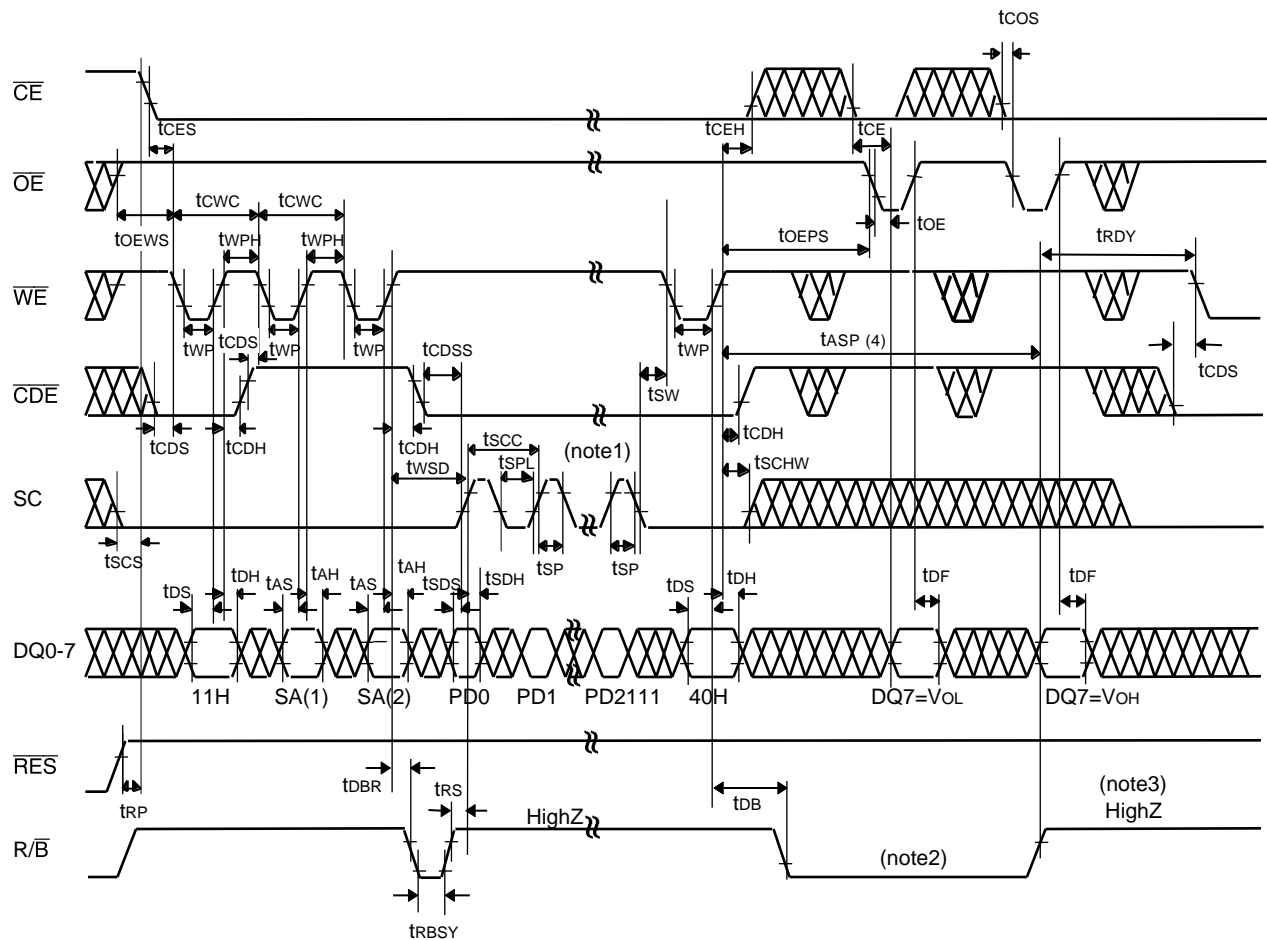 tCOS
CE
tCES
tCEH
tCE
OE
tCWC
tCWC
tOEWS
tWPH
tWPH
tOEPS
tOE
tRDY
WE
tWP
tCDS
tWP
tWP
tCDSS
tWP
tASP (4)
tSW
tCDS
CDE
tCDS
tCDH
tCDH
tSCC
(note1)
tCDH
tWSD
tSPL
tSCHW
SC
tSCS
tSP
tSP
tDS
tDH
tAS
tAH
tAS
tAH
tSDS
tSDH
tDS
tDH
tDF
tDF
DQ0-7
11H
SA(1)
SA(2)
PD0
PD1
PD2111
40H
DQ7=VOL
DQ7=VOH
RES
tRP
tDBR
tRS
HighZ
tDB
(note3)
HighZ
R/B
(note2)
tRBSY